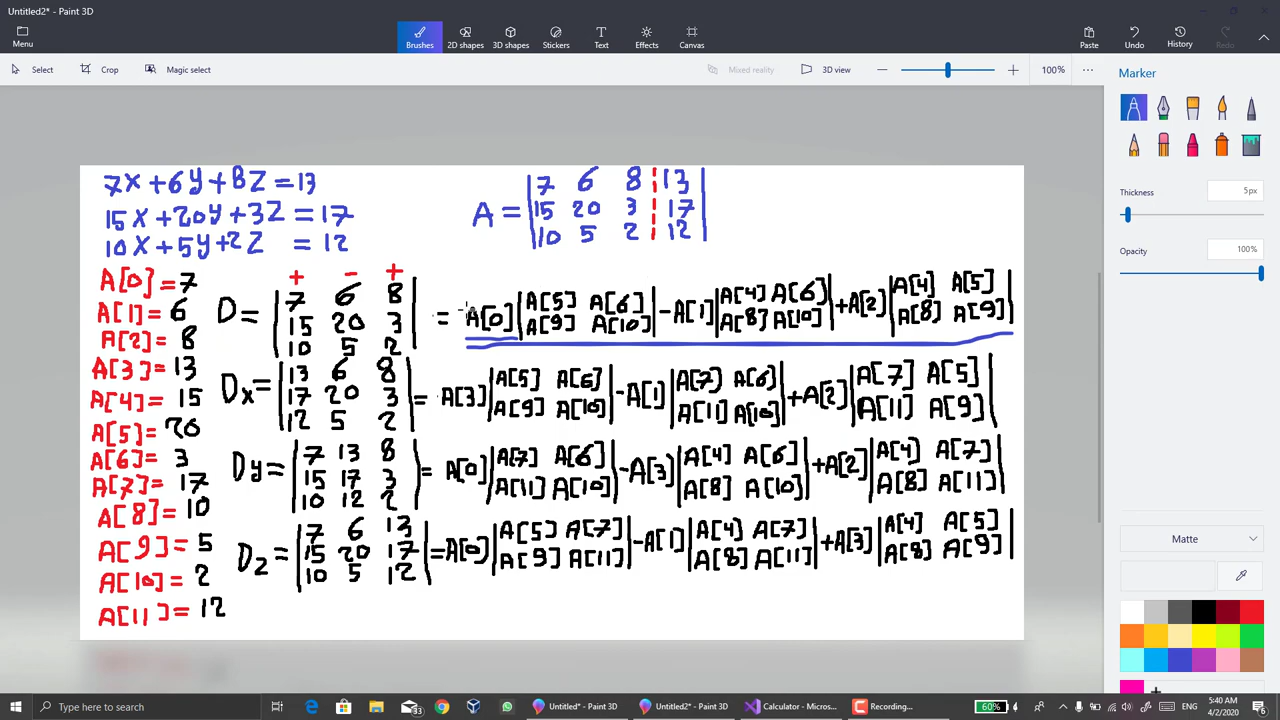 Untitled2* - Paint 3D
Menu
Brushes
2D shapes
3D shapes
Stickers
Text
Effects
Canvas
Paste
Undo
History
Redo
Select
Crop
Magic select
Mixed reality
3D view
100%
Marker
Thickness
5px
Opacity
100%
Matte
7X+6Y+8Z=13
15X+20Y+3Z=17
10X+5Y+2Z = 12
A = | 7 6 8 | 13 |
| 15 20 3 | 17 |
| 10 5 2 | 12 |
A[0] = 7
A[1] = 6
A[2] = 8
A[3] = 13
A[4] = 15
A[5] = 20
A[6] = 3
A[7] = 17
A[8] = 10
A[9] = 5
A[10] = 2
A[11] = 12
+ - +
D = | 7 6 8 | = A[0] | A[5] A[6] | -A[1] | A[4] A[6] | +A[2] | A[4] A[5] |
| 15 20 3 | | A[9] A[10] | | A[8] A[10] | | A[8] A[9] |
| 10 5 2 |
Dx = | 13 6 8 | = A[3] | A[5] A[6] | -A[1] | A[7] A[6] | +A[2] | A[7] A[5] |
| 17 20 3 | | A[9] A[10] | | A[11] A[10] | | A[11] A[9] |
| 12 5 2 |
Dy = | 7 13 8 | = A[0] | A[7] A[6] | -A[3] | A[4] A[6] | +A[2] | A[4] A[7] |
| 15 17 3 | | A[11] A[10] | | A[8] A[10] | | A[8] A[11] |
| 10 12 2 |
Dz = | 7 6 13 | = A[0] | A[5] A[7] | -A[1] | A[4] A[7] | +A[3] | A[4] A[5] |
| 15 20 17 | | A[9] A[11] | | A[8] A[11] | | A[8] A[9] |
| 10 5 12 |
Type here to search
33
Untitled* - Paint 3D
Untitled2* - Paint 3D
Calculator - Micros...
Recording...
60%
5:40 AM
4/2/2020
6